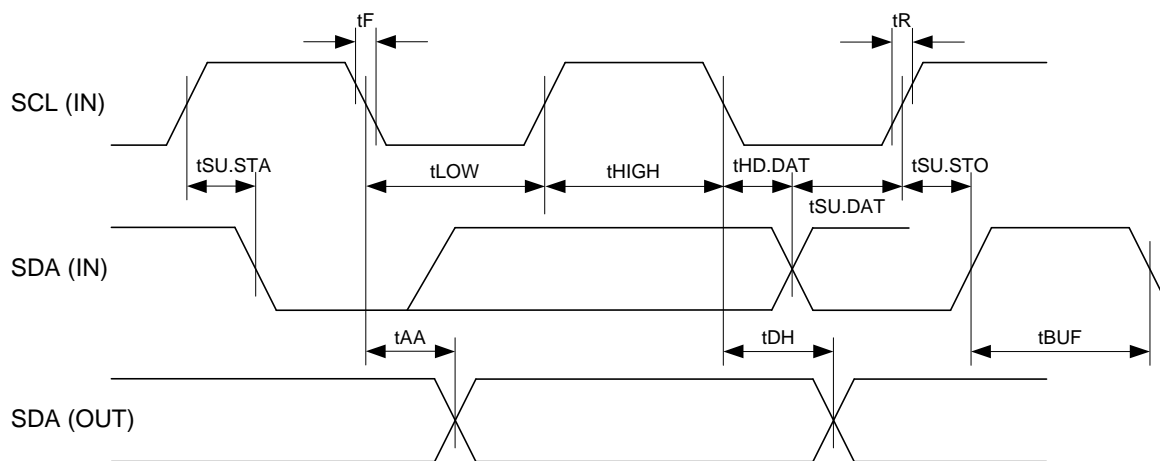 tF
tR
SCL (IN)
tSU.STA
tLOW
tHIGH
tHD.DAT
tSU.STO
tSU.DAT
SDA (IN)
tAA
tDH
tBUF
SDA (OUT)